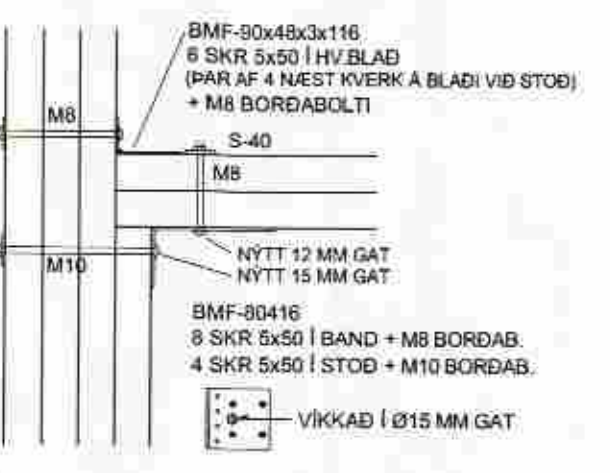 BMF-90x48x3x116
6 SKR 5x50 Í HV.BLAÐ
(ÞAR AF 4 NÆST KVERK Á BLAÐI VIÐ STOÐ)
+ M8 BORÐABOLTI
M8
S-40
M8
NÝTT 12 MM GAT
M10
NÝTT 15 MM GAT
BMF-80416
8 SKR 5x50 Í BAND + M8 BORÐAB.
4 SKR 5x50 Í STOÐ + M10 BORÐAB.
VÍKKAÐ Í Ø15 MM GAT